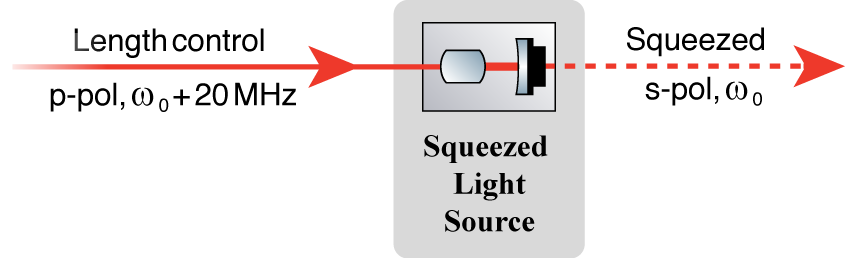 Length control
p-pol, ω₀ + 20 MHz
Squeezed
s-pol, ω₀
Squeezed
Light
Source